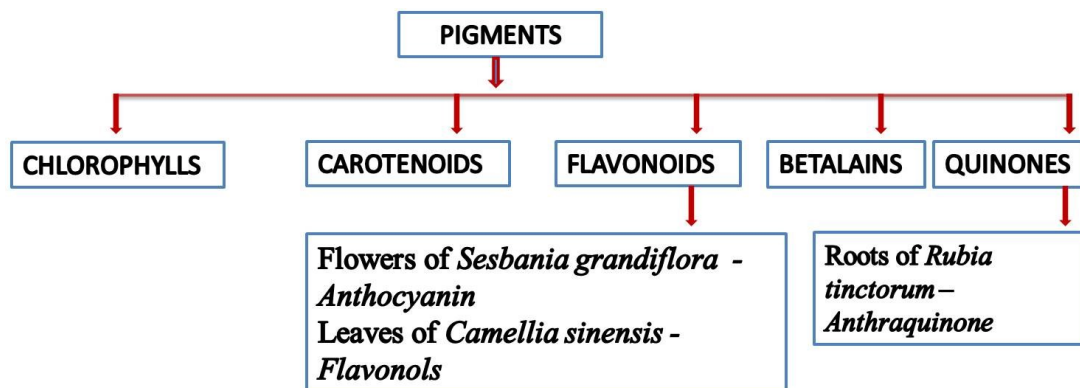 PIGMENTS
CHLOROPHYLLS
CAROTENOIDS
FLAVONOIDS
BETALAINS
QUINONES
Flowers of Sesbania grandiflora -
Anthocyanin
Leaves of Camellia sinensis -
Flavonols
Roots of Rubia
tinctorum –
Anthraquinone